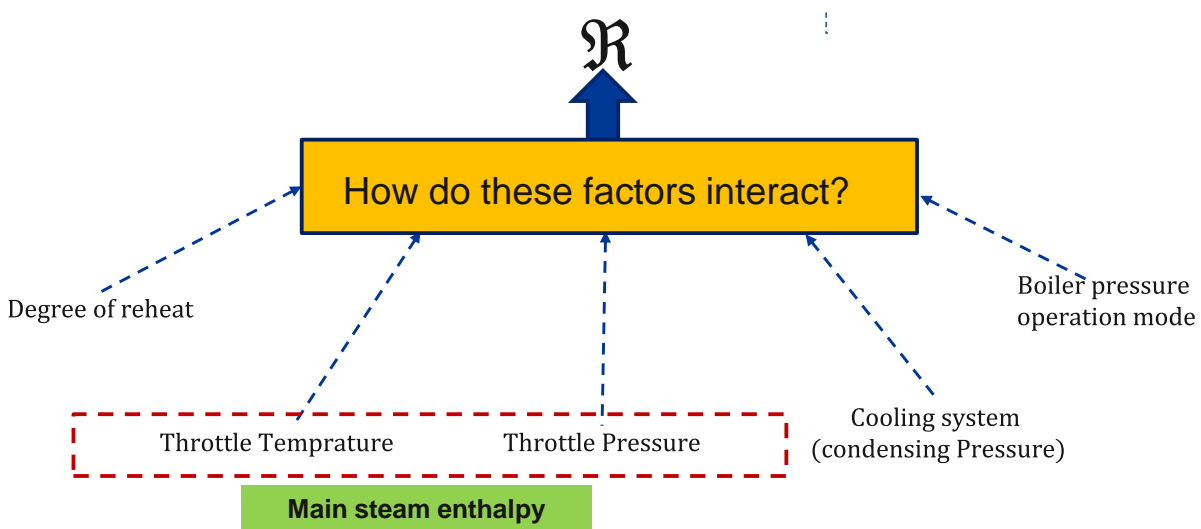 ℜ
How do these factors interact?
Degree of reheat
Boiler pressure
operation mode
Throttle Temprature
Throttle Pressure
Cooling system
(condensing Pressure)
Main steam enthalpy